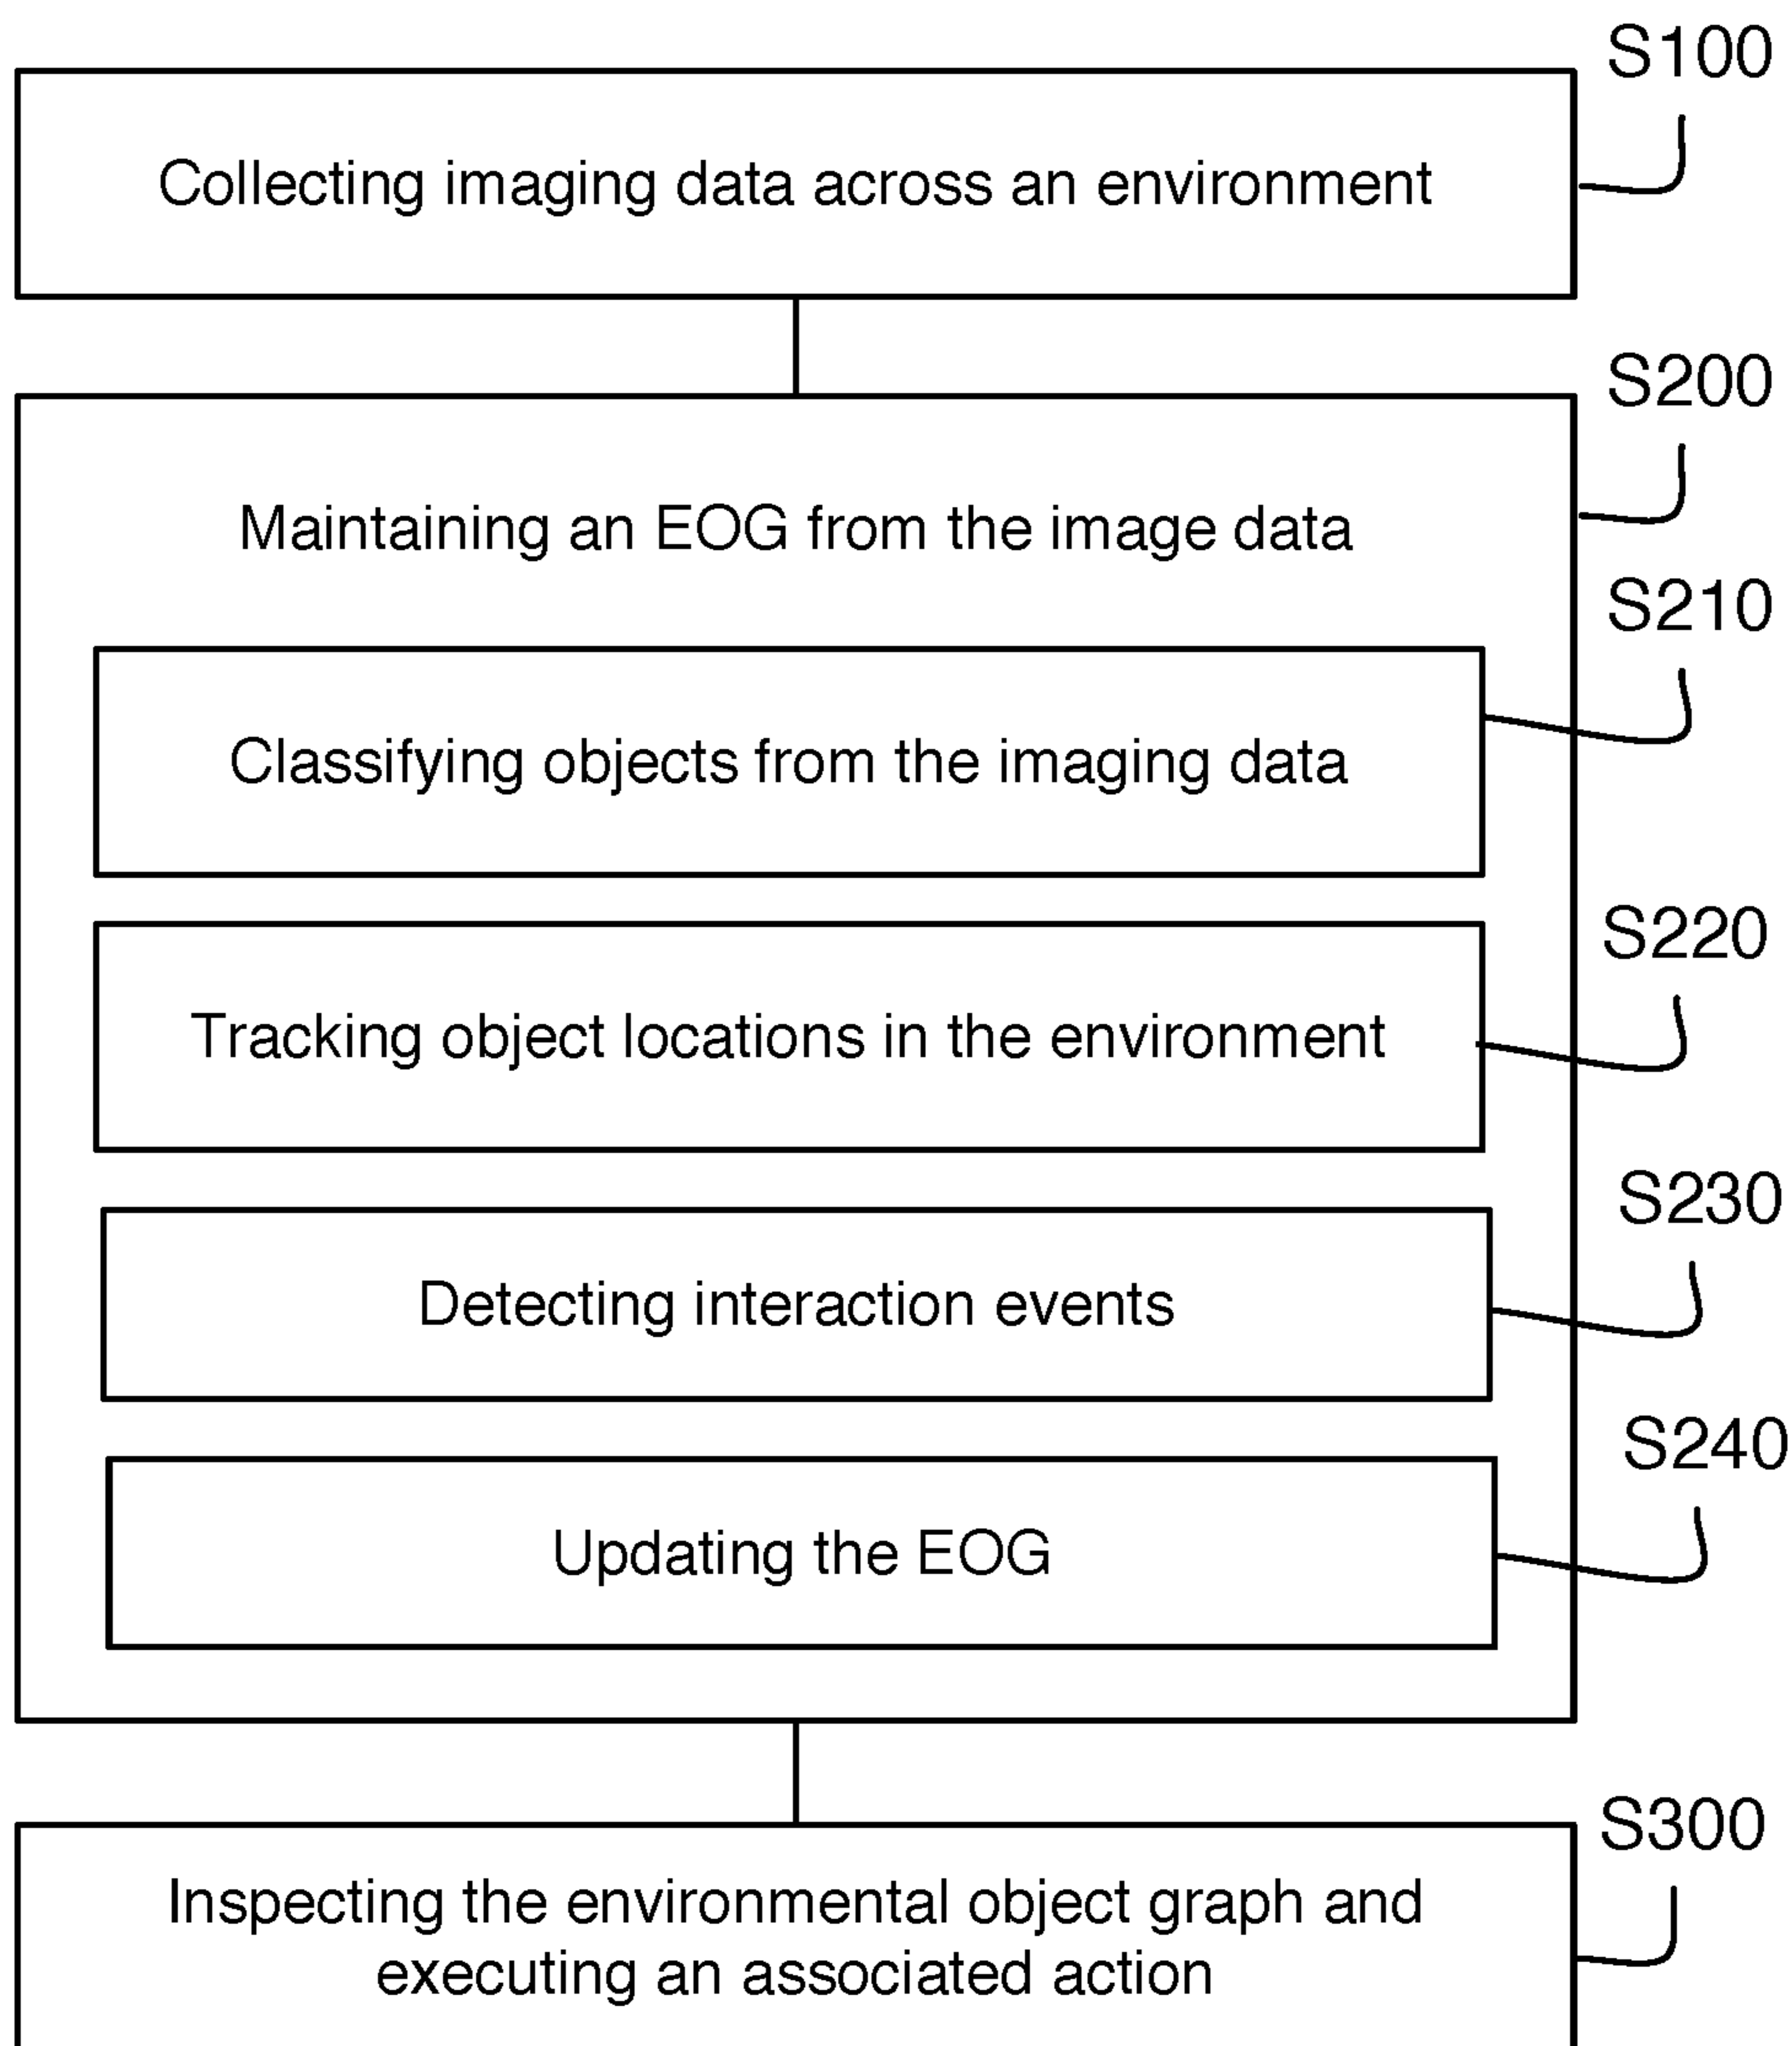 S100
Collecting imaging data across an environment
S200
Maintaining an EOG from the image data
S210
Classifying objects from the imaging data
S220
Tracking object locations in the environment
S230
Detecting interaction events
S240
Updating the EOG
S300
Inspecting the environmental object graph and
executing an associated action